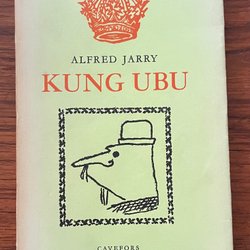 ALFRED JARRY
KUNG UBU
CAVEFORS